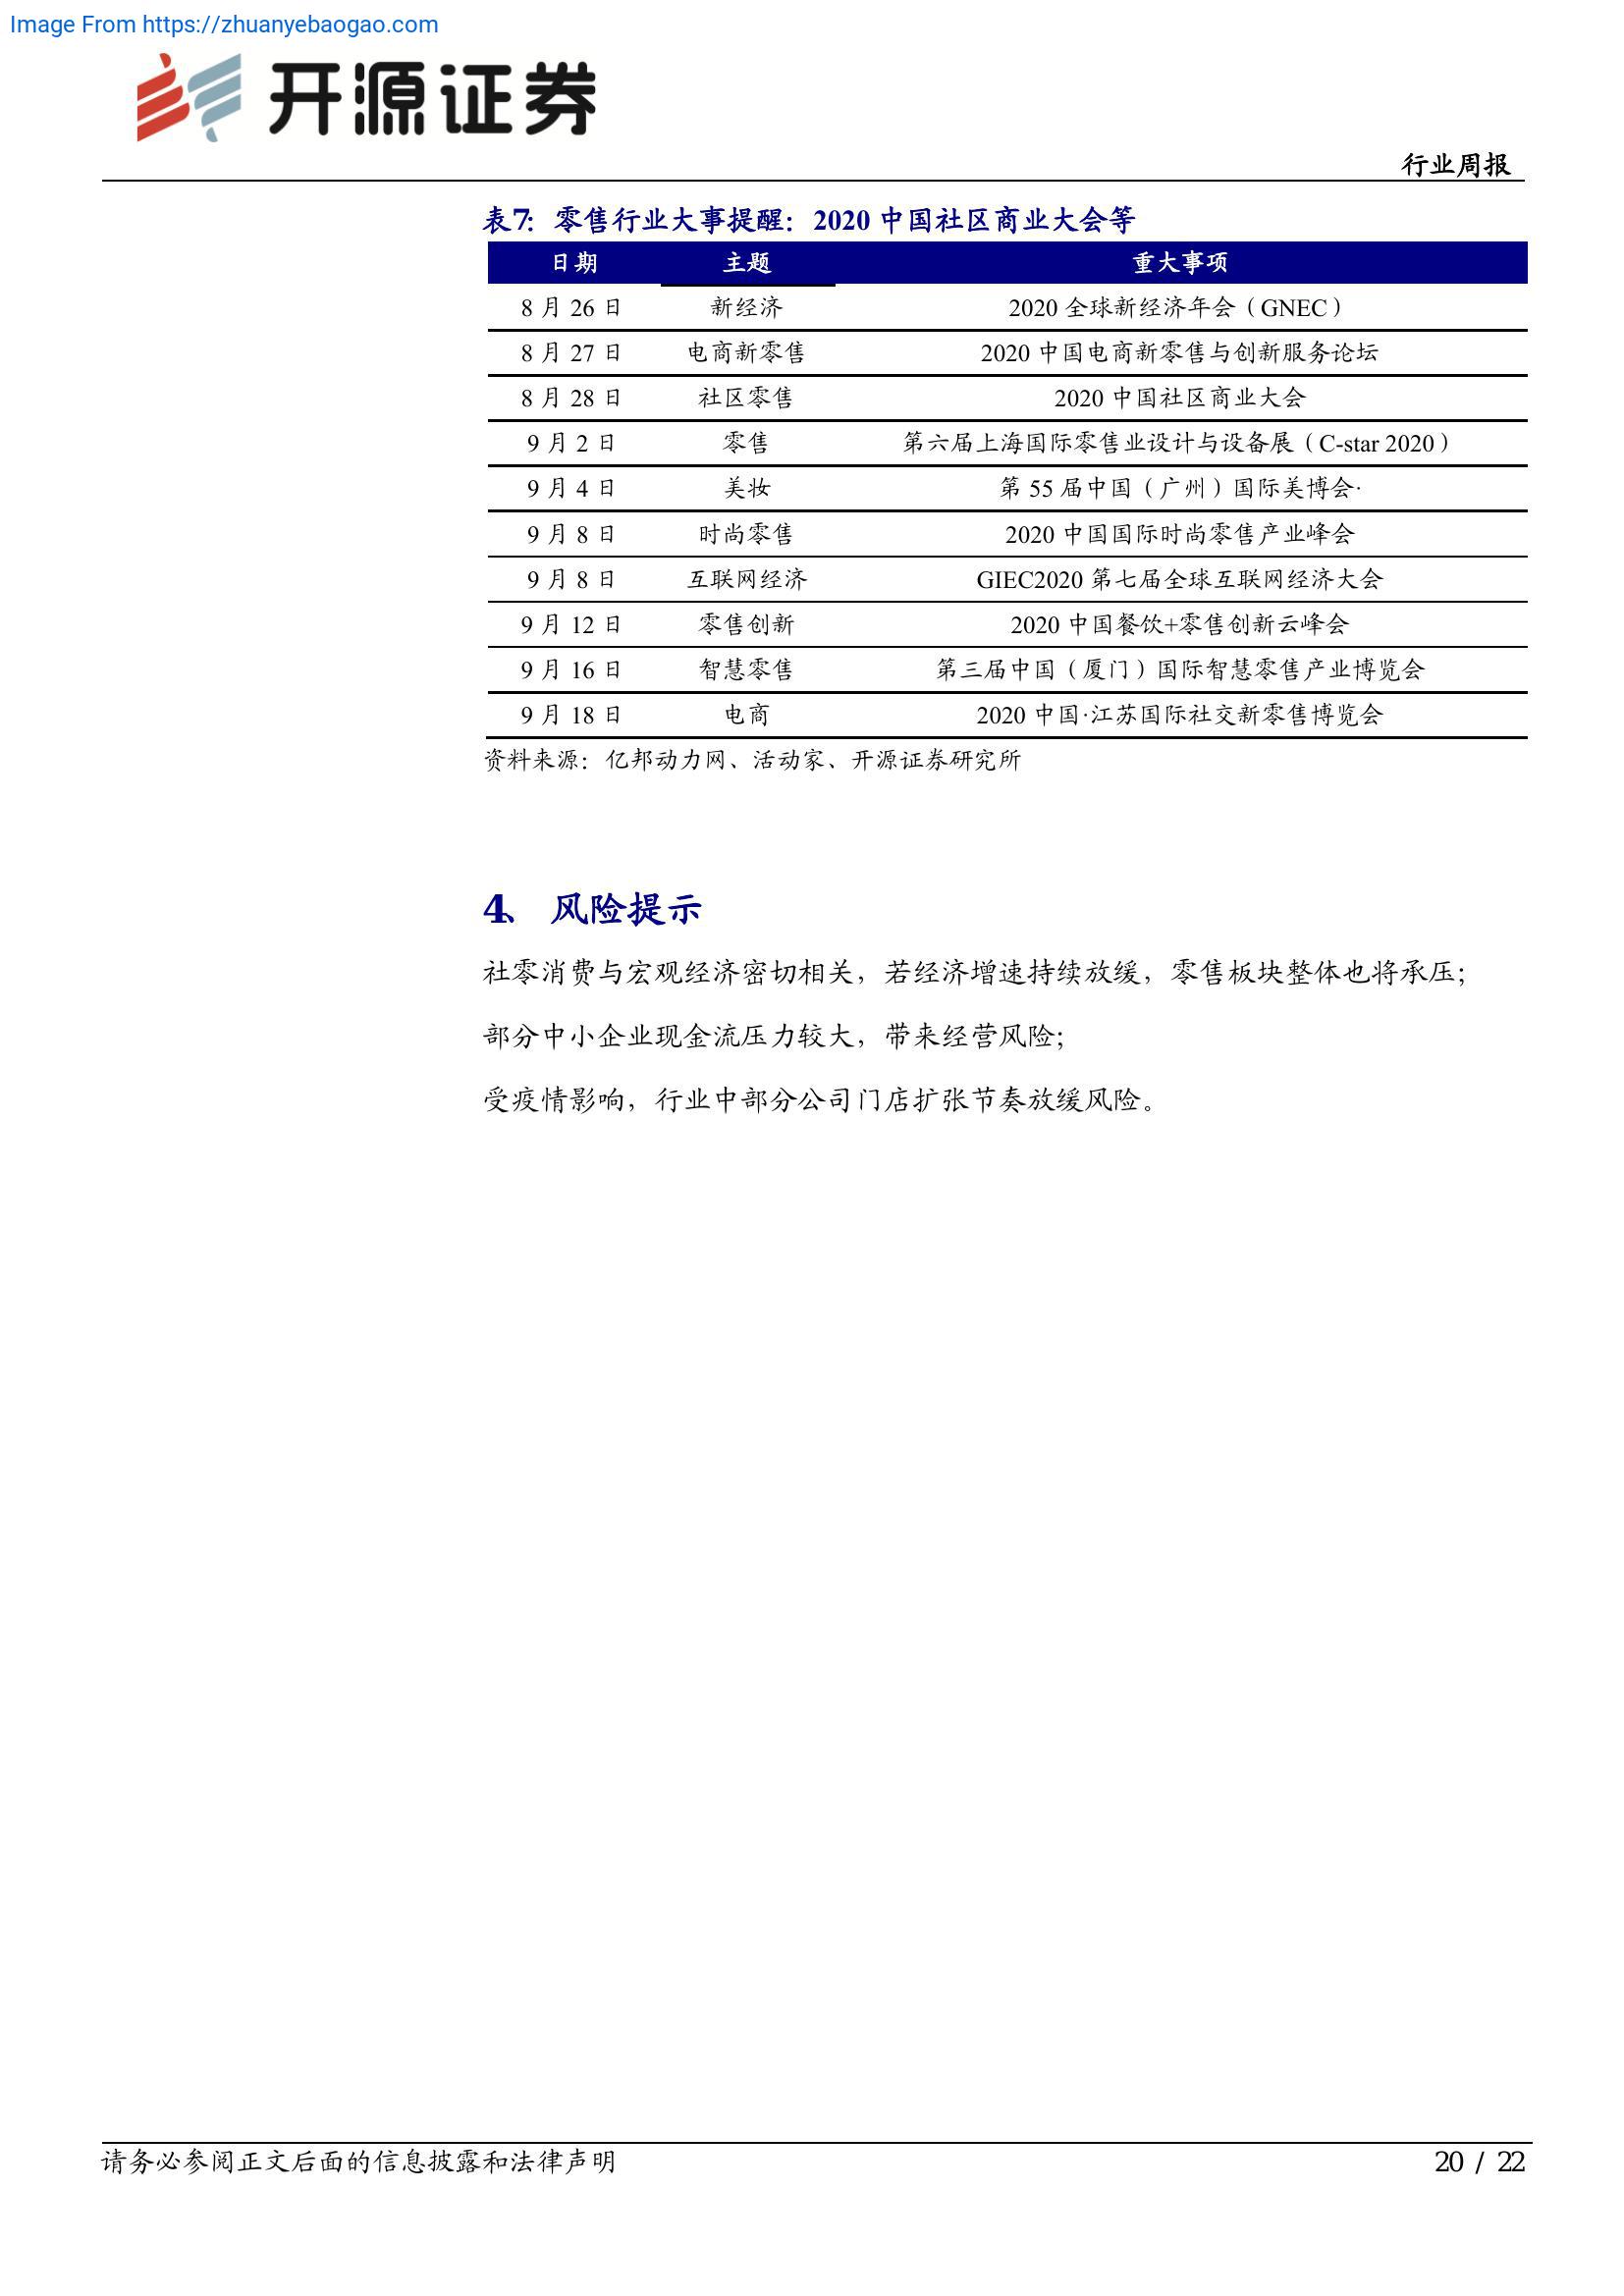 Image From https://zhuanyebaogao.com
开源证券
行业周报
表7: 零售行业大事提醒：2020 中国社区商业大会等
日期 主题 重大事项
8 月 26 日 新经济 2020 全球新经济年会（GNEC）
8 月 27 日 电商新零售 2020 中国电商新零售与创新服务论坛
8 月 28 日 社区零售 2020 中国社区商业大会
9 月 2 日 零售 第六届上海国际零售业设计与设备展（C-star 2020）
9 月 4 日 美妆 第 55 届中国（广州）国际美博会·
9 月 8 日 时尚零售 2020 中国国际时尚零售产业峰会
9 月 8 日 互联网经济 GIEC2020 第七届全球互联网经济大会
9 月 12 日 零售创新 2020 中国餐饮+零售创新云峰会
9 月 16 日 智慧零售 第三届中国（厦门）国际智慧零售产业博览会
9 月 18 日 电商 2020 中国·江苏国际社交新零售博览会
资料来源：亿邦动力网、活动家、开源证券研究所
4、 风险提示
社零消费与宏观经济密切相关，若经济增速持续放缓，零售板块整体也将承压；
部分中小企业现金流压力较大，带来经营风险；
受疫情影响，行业中部分公司门店扩张节奏放缓风险。
请务必参阅正文后面的信息披露和法律声明 20 / 22